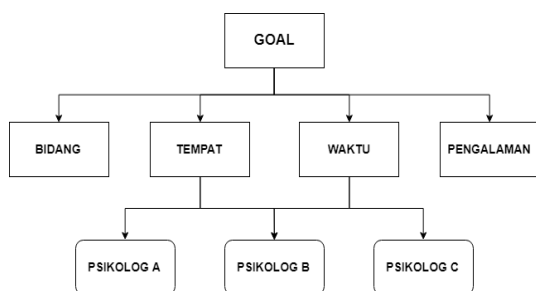 GOAL
BIDANG
TEMPAT
WAKTU
PENGALAMAN
PSIKOLOG A
PSIKOLOG B
PSIKOLOG C